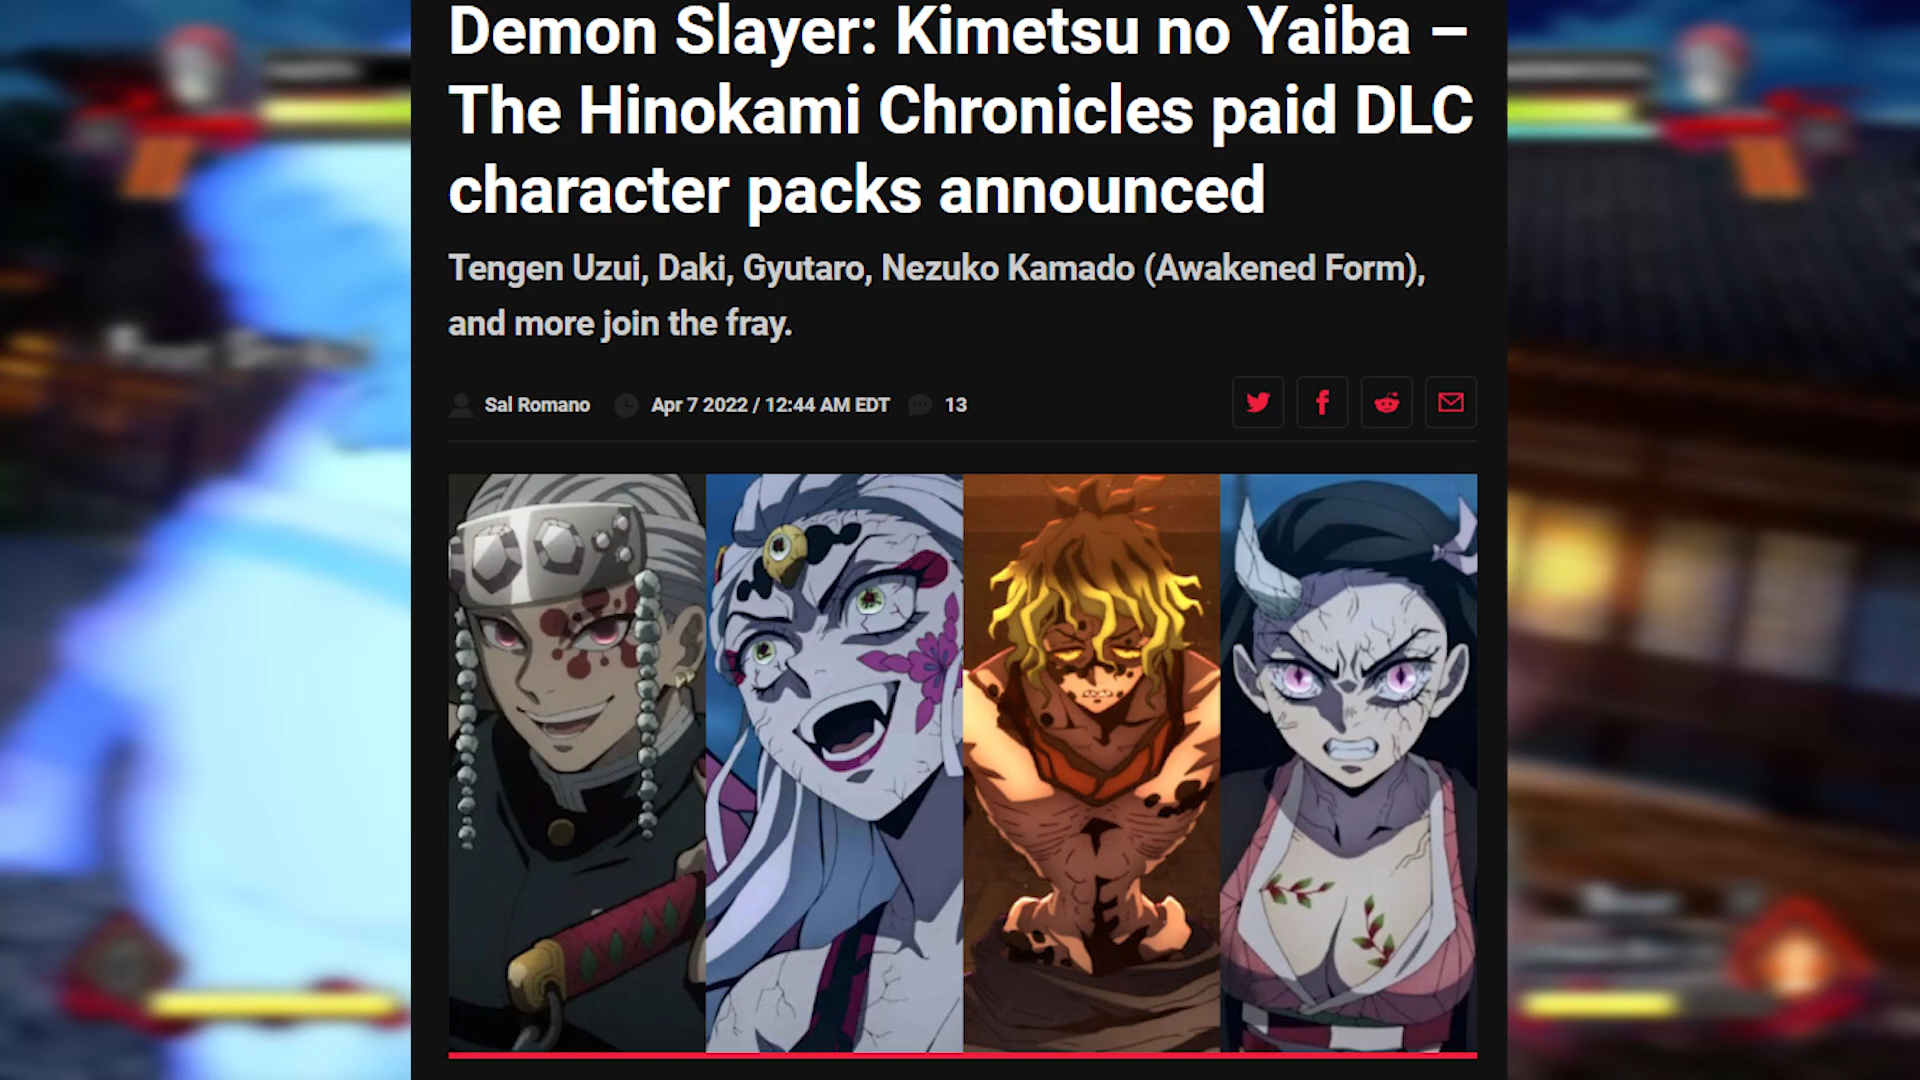 Demon Slayer: Kimetsu no Yaiba –
The Hinokami Chronicles paid DLC
character packs announced
Tengen Uzui, Daki, Gyutaro, Nezuko Kamado (Awakened Form),
and more join the fray.
Sal Romano Apr 7 2022 / 12:44 AM EDT 13